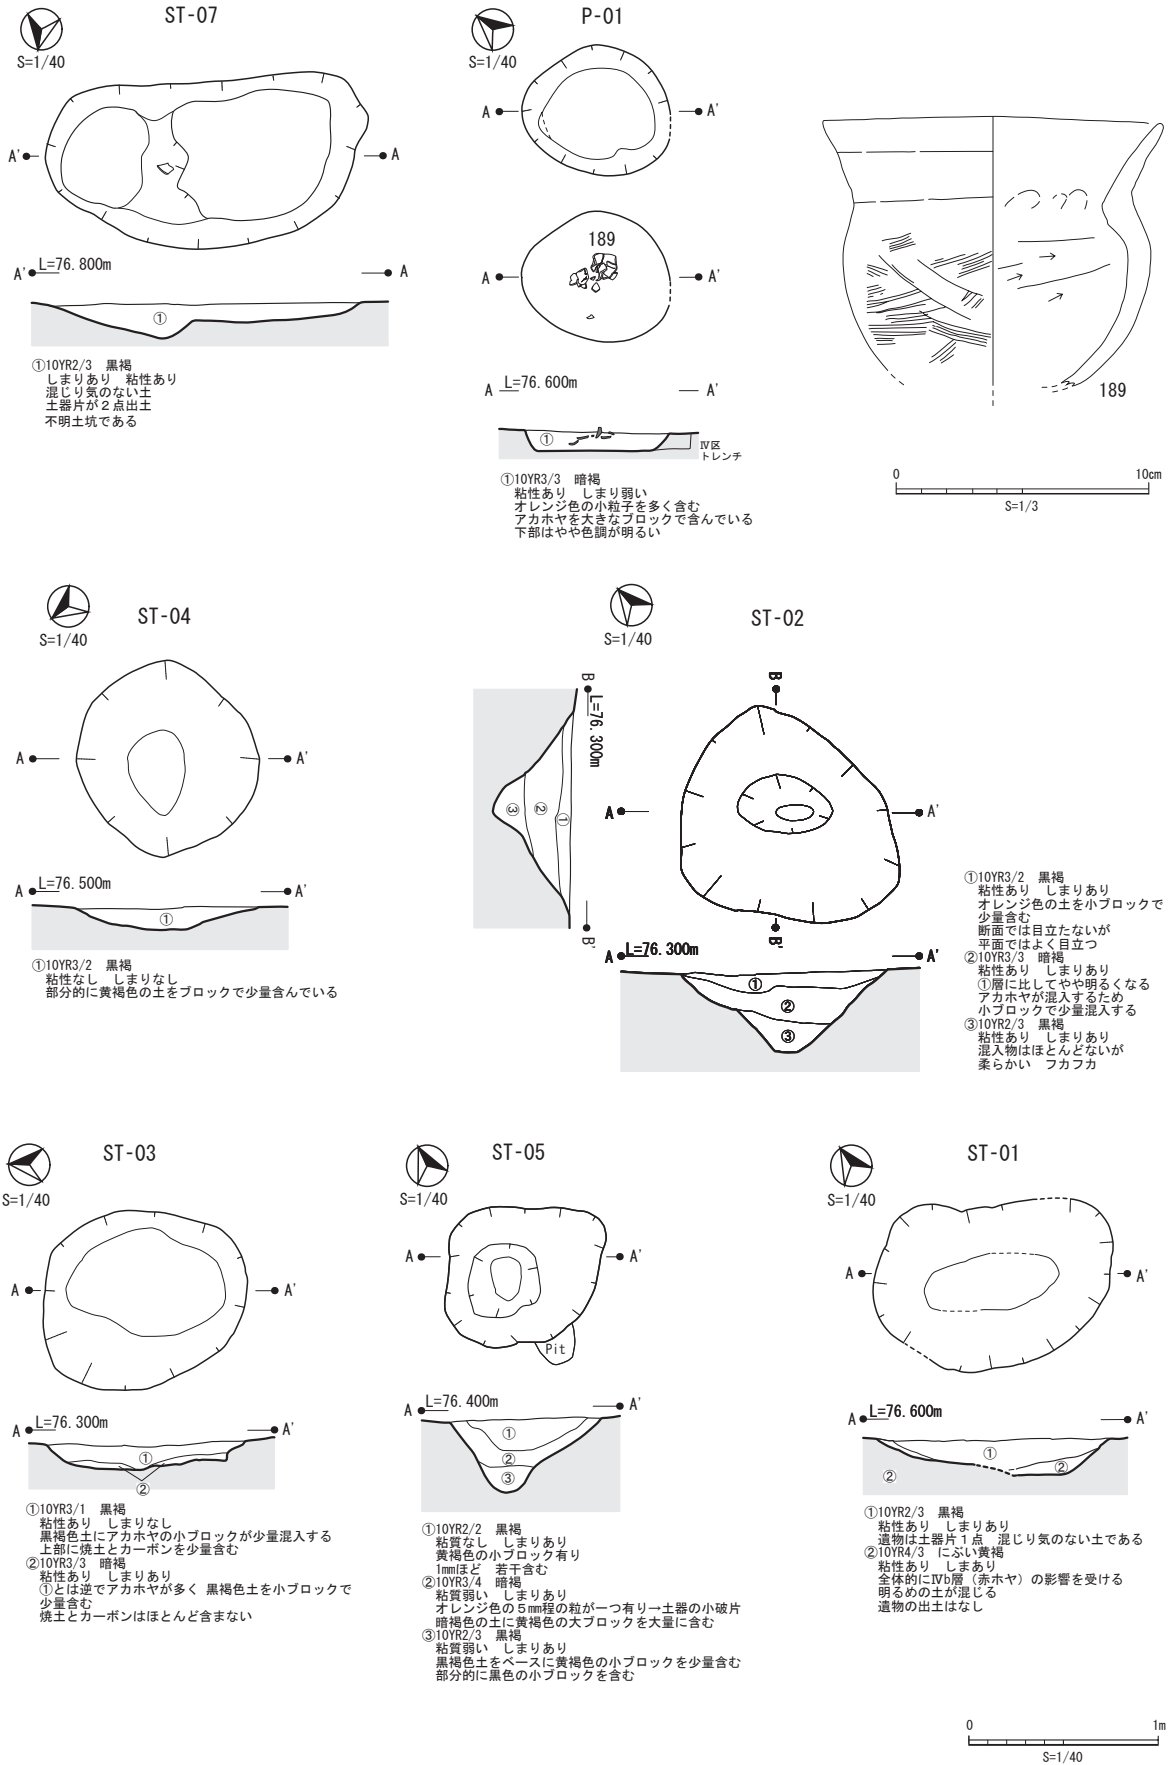 ST-07
S=1/40
A'
A
L=76.800m
A'
A
①
①10YR2/3 黒褐
しまりあり 粘性あり
混じり気のない土
土器片が２点出土
不明土坑である
P-01
S=1/40
A
A'
189
A
A'
A
L=76.600m
A'
①
Ⅳ区
トレンチ
①10YR3/3 暗褐
粘性あり しまり弱い
オレンジ色の小粒子を多く含む
アカホヤを大きなブロックで含んでいる
下部はやや色調が明るい
189
0
10cm
S=1/3
ST-04
S=1/40
A
A'
A
L=76.500m
A'
①
①10YR3/2 黒褐
粘性なし しまりなし
部分的に黄褐色の土をブロックで少量含んでいる
ST-02
S=1/40
B
L=76.300m
①
②
③
B'
B
A
A'
B'
A
L=76.300m
A'
①
②
③
①10YR3/2 黒褐
粘性あり しまりあり
オレンジ色の土を小ブロックで
少量含む
断面では目立たないが
平面ではよく目立つ
②10YR3/3 暗褐
粘性あり しまりあり
①層に比してやや明るくなる
アカホヤが混入するため
小ブロックで少量混入する
③10YR2/3 黒褐
粘性あり しまりあり
混入物はほとんどないが
柔らかい フカフカ
ST-03
S=1/40
A
A'
A
L=76.300m
A'
①
②
①10YR3/1 黒褐
粘性あり しまりなし
黒褐色土にアカホヤの小ブロックが少量混入する
上部に焼土とカーボンを少量含む
②10YR3/3 暗褐
粘性あり しまりあり
①とは逆でアカホヤが多く 黒褐色土を小ブロックで
少量含む
焼土とカーボンはほとんど含まない
ST-05
S=1/40
A
A'
Pit
A
L=76.400m
A'
①
②
③
①10YR2/2 黒褐
粘質なし しまりあり
黄褐色の小ブロック有り
1㎜ほど 若干含む
②10YR3/4 暗褐
粘質弱い しまりあり
オレンジ色の５㎜程の粒が一つ有り→土器の小破片
暗褐色の土に黄褐色の大ブロックを大量に含む
③10YR2/3 黒褐
粘質弱い しまりあり
黒褐色土をベースに黄褐色の小ブロックを少量含む
部分的に黒色の小ブロックを含む
ST-01
S=1/40
A
A'
A
L=76.600m
A'
①
②
②
①10YR2/3 黒褐
粘性あり しまりあり
遺物は土器片１点 混じり気のない土である
②10YR4/3 にぶい黄褐
粘性あり しまあり
全体的にⅣb層（赤ホヤ）の影響を受ける
明るめの土が混じる
遺物の出土はなし
0
1m
S=1/40